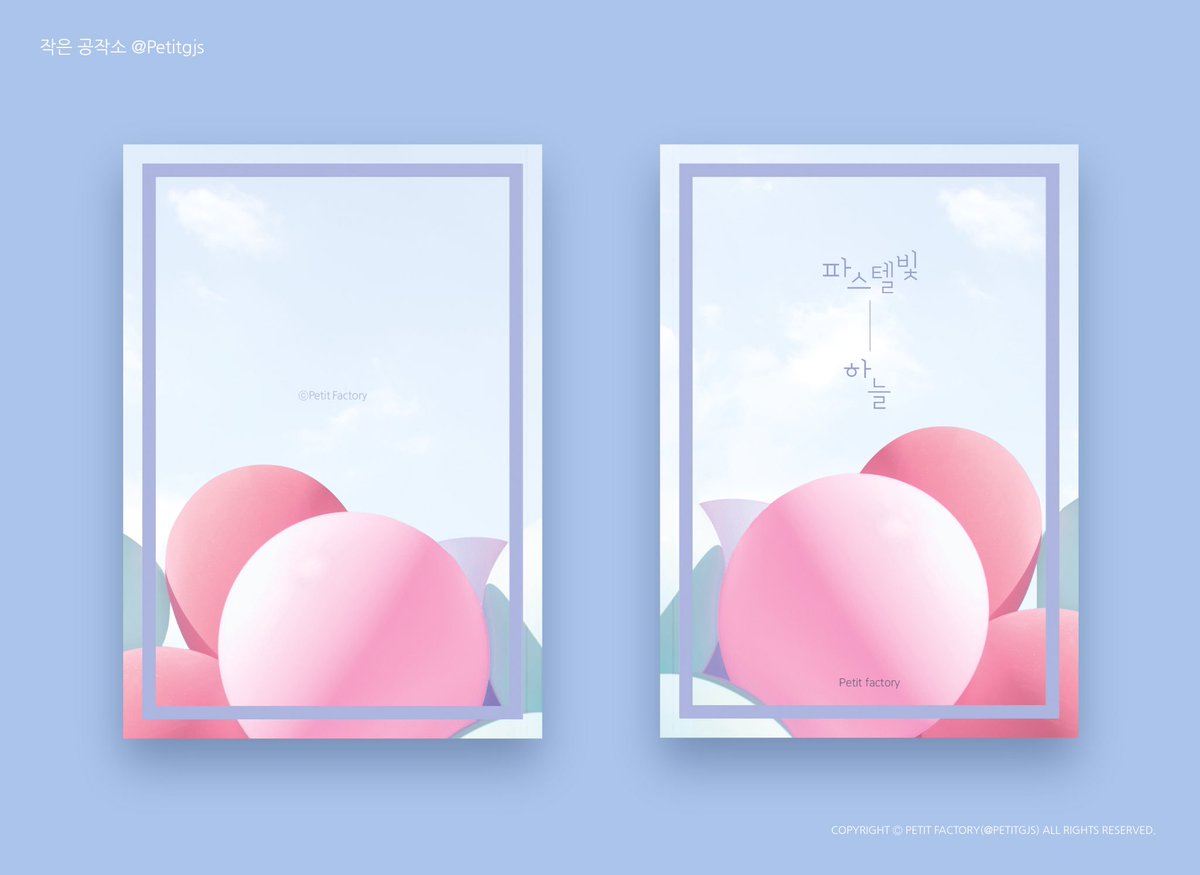 작은 공작소 @Petitgjs
ⓒPetit Factory
파스텔빛
하늘
Petit factory
COPYRIGHT ⓒ PETIT FACTORY(@PETITGJS) ALL RIGHTS RESERVED.